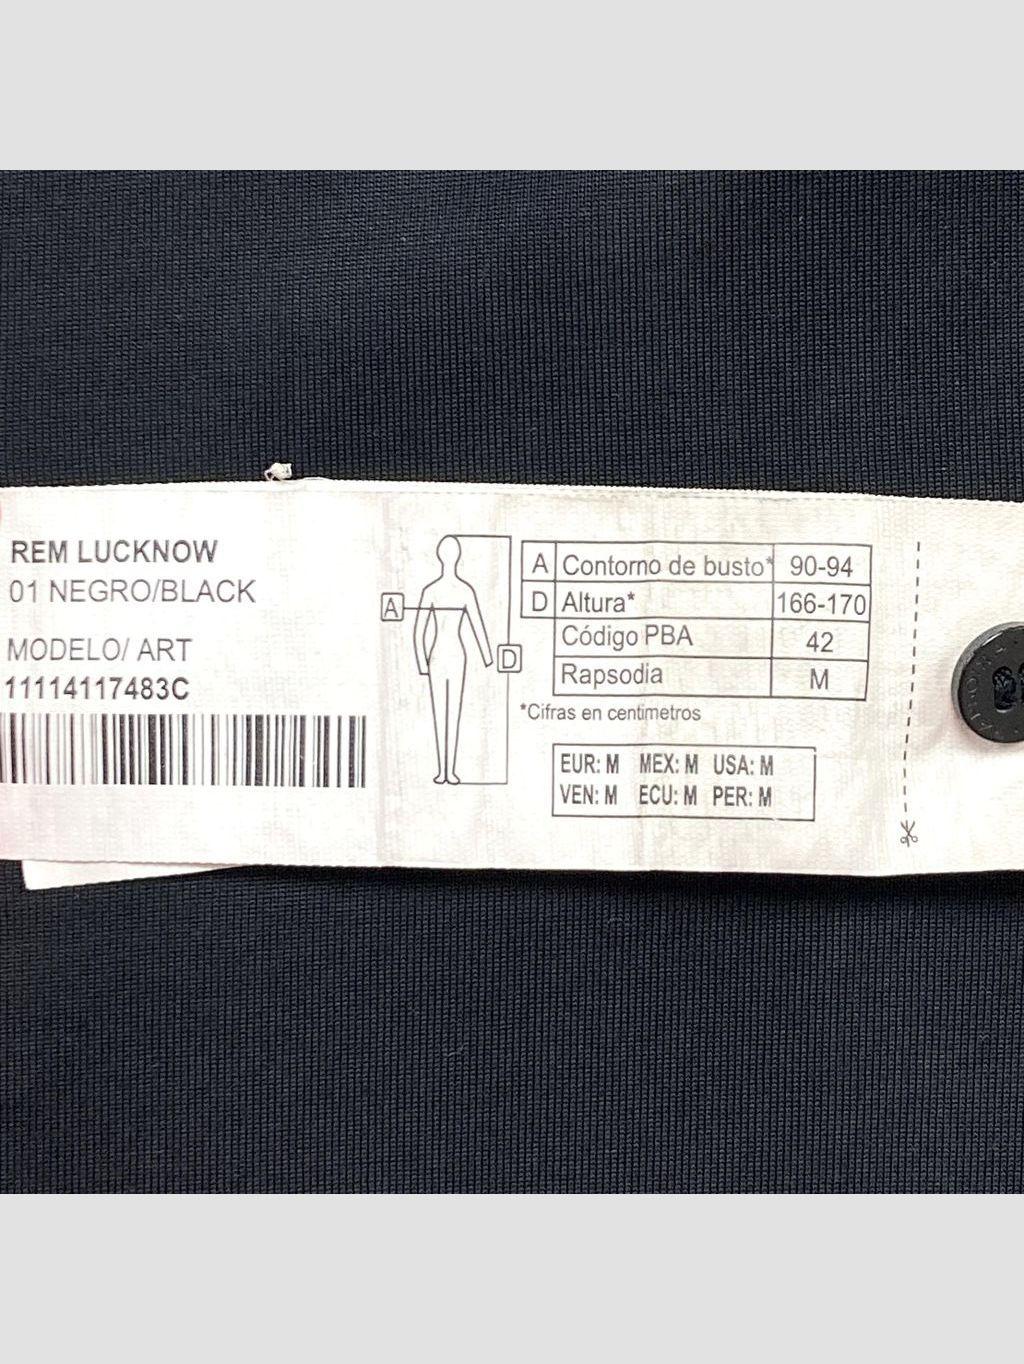 REM LUCKNOW
01 NEGRO/BLACK
MODELO/ ART
11114117483C
A
D
A Contorno de busto* 90-94
D Altura* 166-170
Código PBA 42
Rapsodia M
*Cifras en centimetros
EUR: M MEX: M USA: M
VEN: M ECU: M PER: M